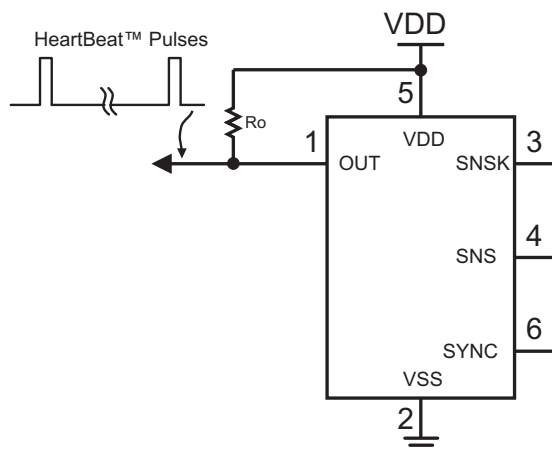 HeartBeat™ Pulses
VDD
Ro
5
1
VDD
OUT
SNSK
3
SNS
4
SYNC
6
VSS
2